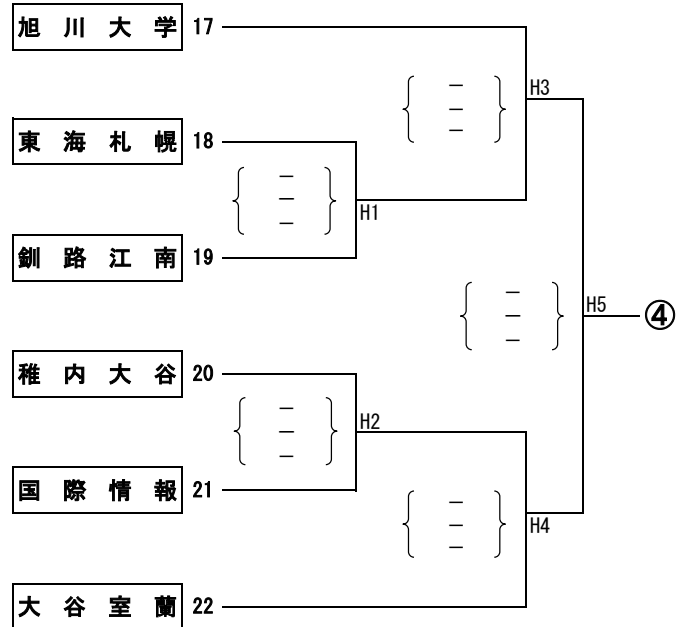 旭川大学 17
H3
東海札幌 18
H1
釧路江南 19
H5 ④
稚内大谷 20
H2
国際情報 21
H4
大谷室蘭 22